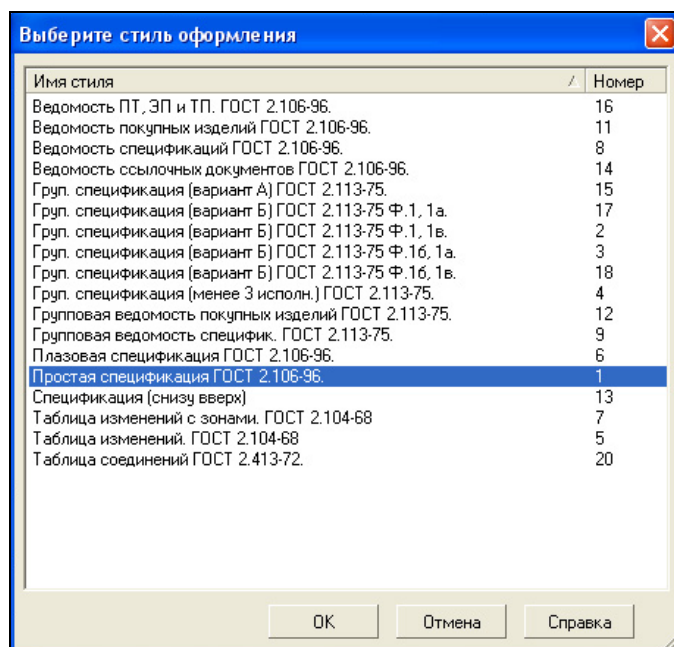 Выберите стиль оформления
Имя стиля Номер
Ведомость ПТ, ЭП и ТП. ГОСТ 2.106-96. 16
Ведомость покупных изделий ГОСТ 2.106-96. 11
Ведомость спецификаций ГОСТ 2.106-96. 8
Ведомость ссылочных документов ГОСТ 2.106-96. 14
Груп. спецификация (вариант А) ГОСТ 2.113-75. 15
Груп. спецификация (вариант Б) ГОСТ 2.113-75 Ф.1, 1а. 17
Груп. спецификация (вариант Б) ГОСТ 2.113-75 Ф.1, 1в. 2
Груп. спецификация (вариант Б) ГОСТ 2.113-75 Ф.1б, 1а. 3
Груп. спецификация (вариант Б) ГОСТ 2.113-75 Ф.1б, 1в. 18
Груп. спецификация (менее 3 исполн.) ГОСТ 2.113-75. 4
Групповая ведомость покупных изделий ГОСТ 2.113-75. 12
Групповая ведомость специфик. ГОСТ 2.113-75. 9
Плазовая спецификация ГОСТ 2.106-96. 6
Простая спецификация ГОСТ 2.106-96. 1
Спецификация (снизу вверх) 13
Таблица изменений с зонами. ГОСТ 2.104-68 7
Таблица изменений. ГОСТ 2.104-68 5
Таблица соединений ГОСТ 2.413-72. 20
OK Отмена Справка